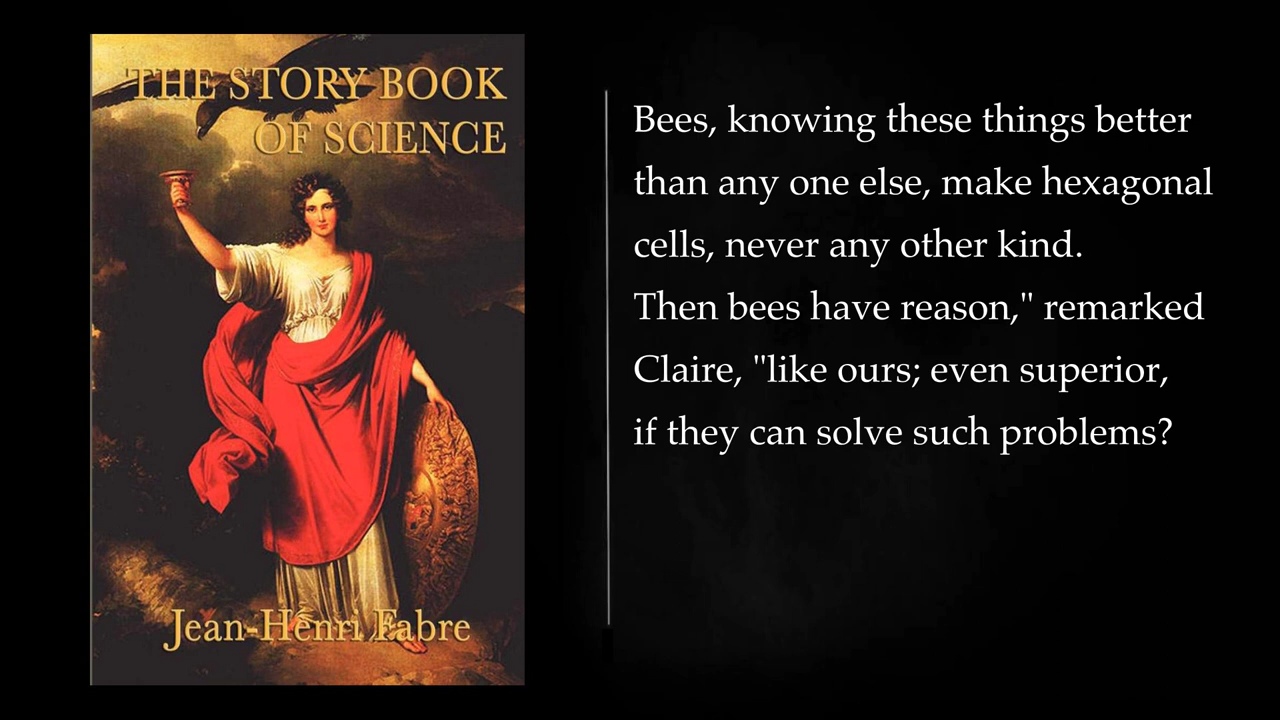 THE STORY BOOK
OF SCIENCE
Jean-Henri Fabre
Bees, knowing these things better
than any one else, make hexagonal
cells, never any other kind.
Then bees have reason," remarked
Claire, "like ours; even superior,
if they can solve such problems?